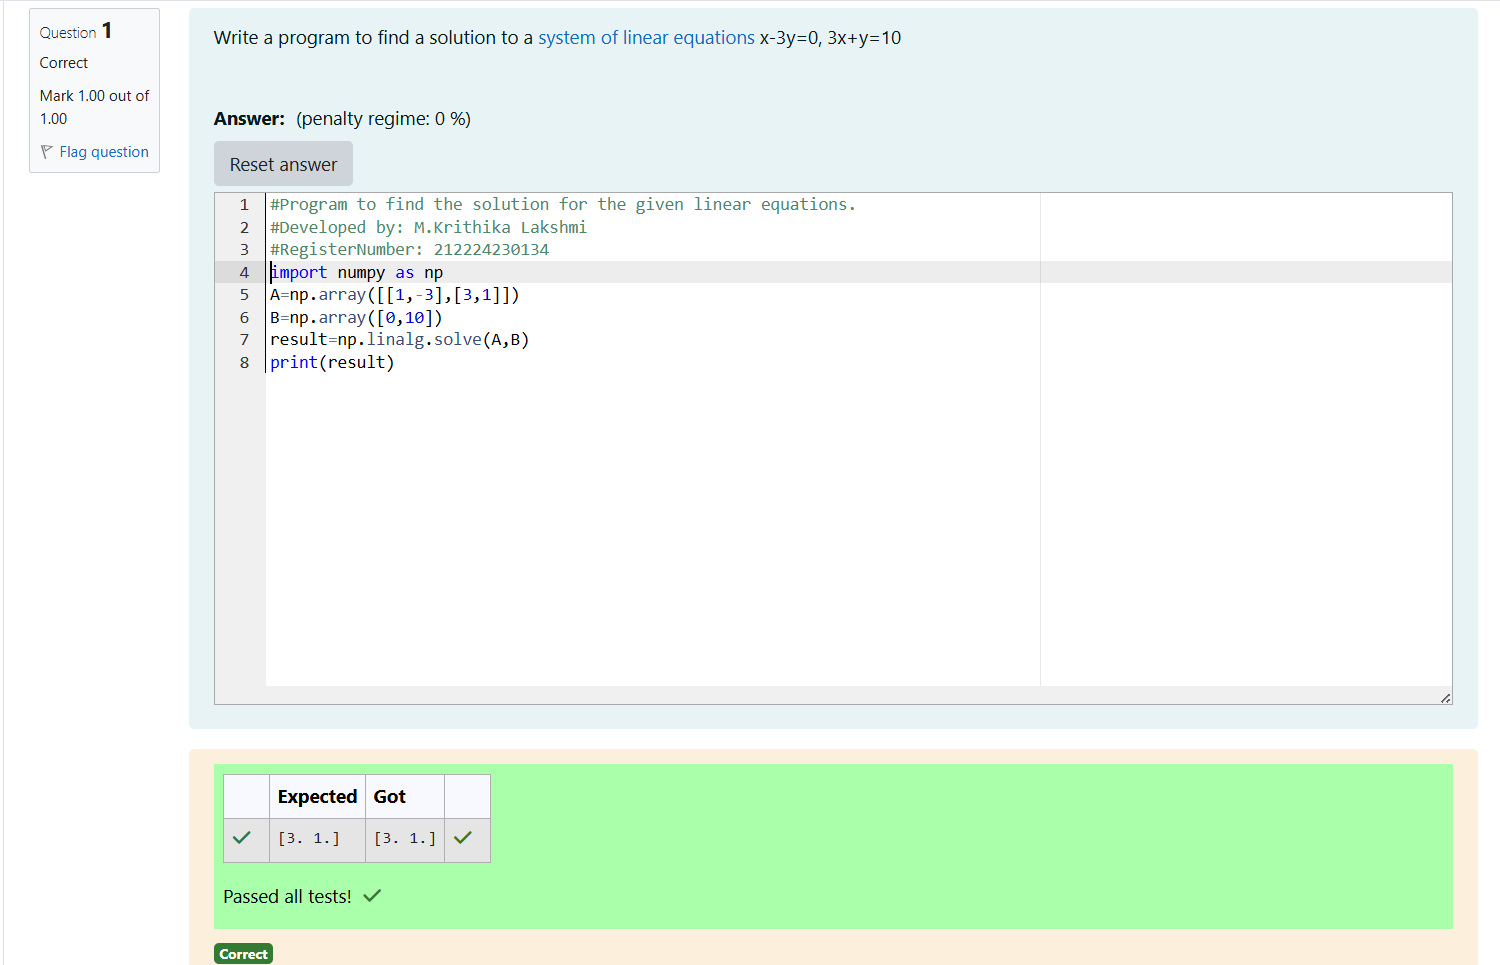 Question 1
Correct
Mark 1.00 out of
1.00
Flag question
Write a program to find a solution to a system of linear equations x-3y=0, 3x+y=10
Answer: (penalty regime: 0 %)
Reset answer
1 #Program to find the solution for the given linear equations.
2 #Developed by: M.Krithika Lakshmi
3 #RegisterNumber: 212224230134
4 import numpy as np
5 A=np.array([[1,-3],[3,1]])
6 B=np.array([0,10])
7 result=np.linalg.solve(A,B)
8 print(result)
Expected Got
[3. 1.] [3. 1.]
Passed all tests!
Correct